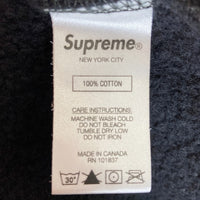 Supreme®
NEW YORK CITY
100% COTTON
CARE INSTRUCTIONS
MACHINE WASH COLD
DO NOT BLEACH
TUMBLE DRY LOW
DO NOT IRON
MADE IN CANADA
RN 101837
30°